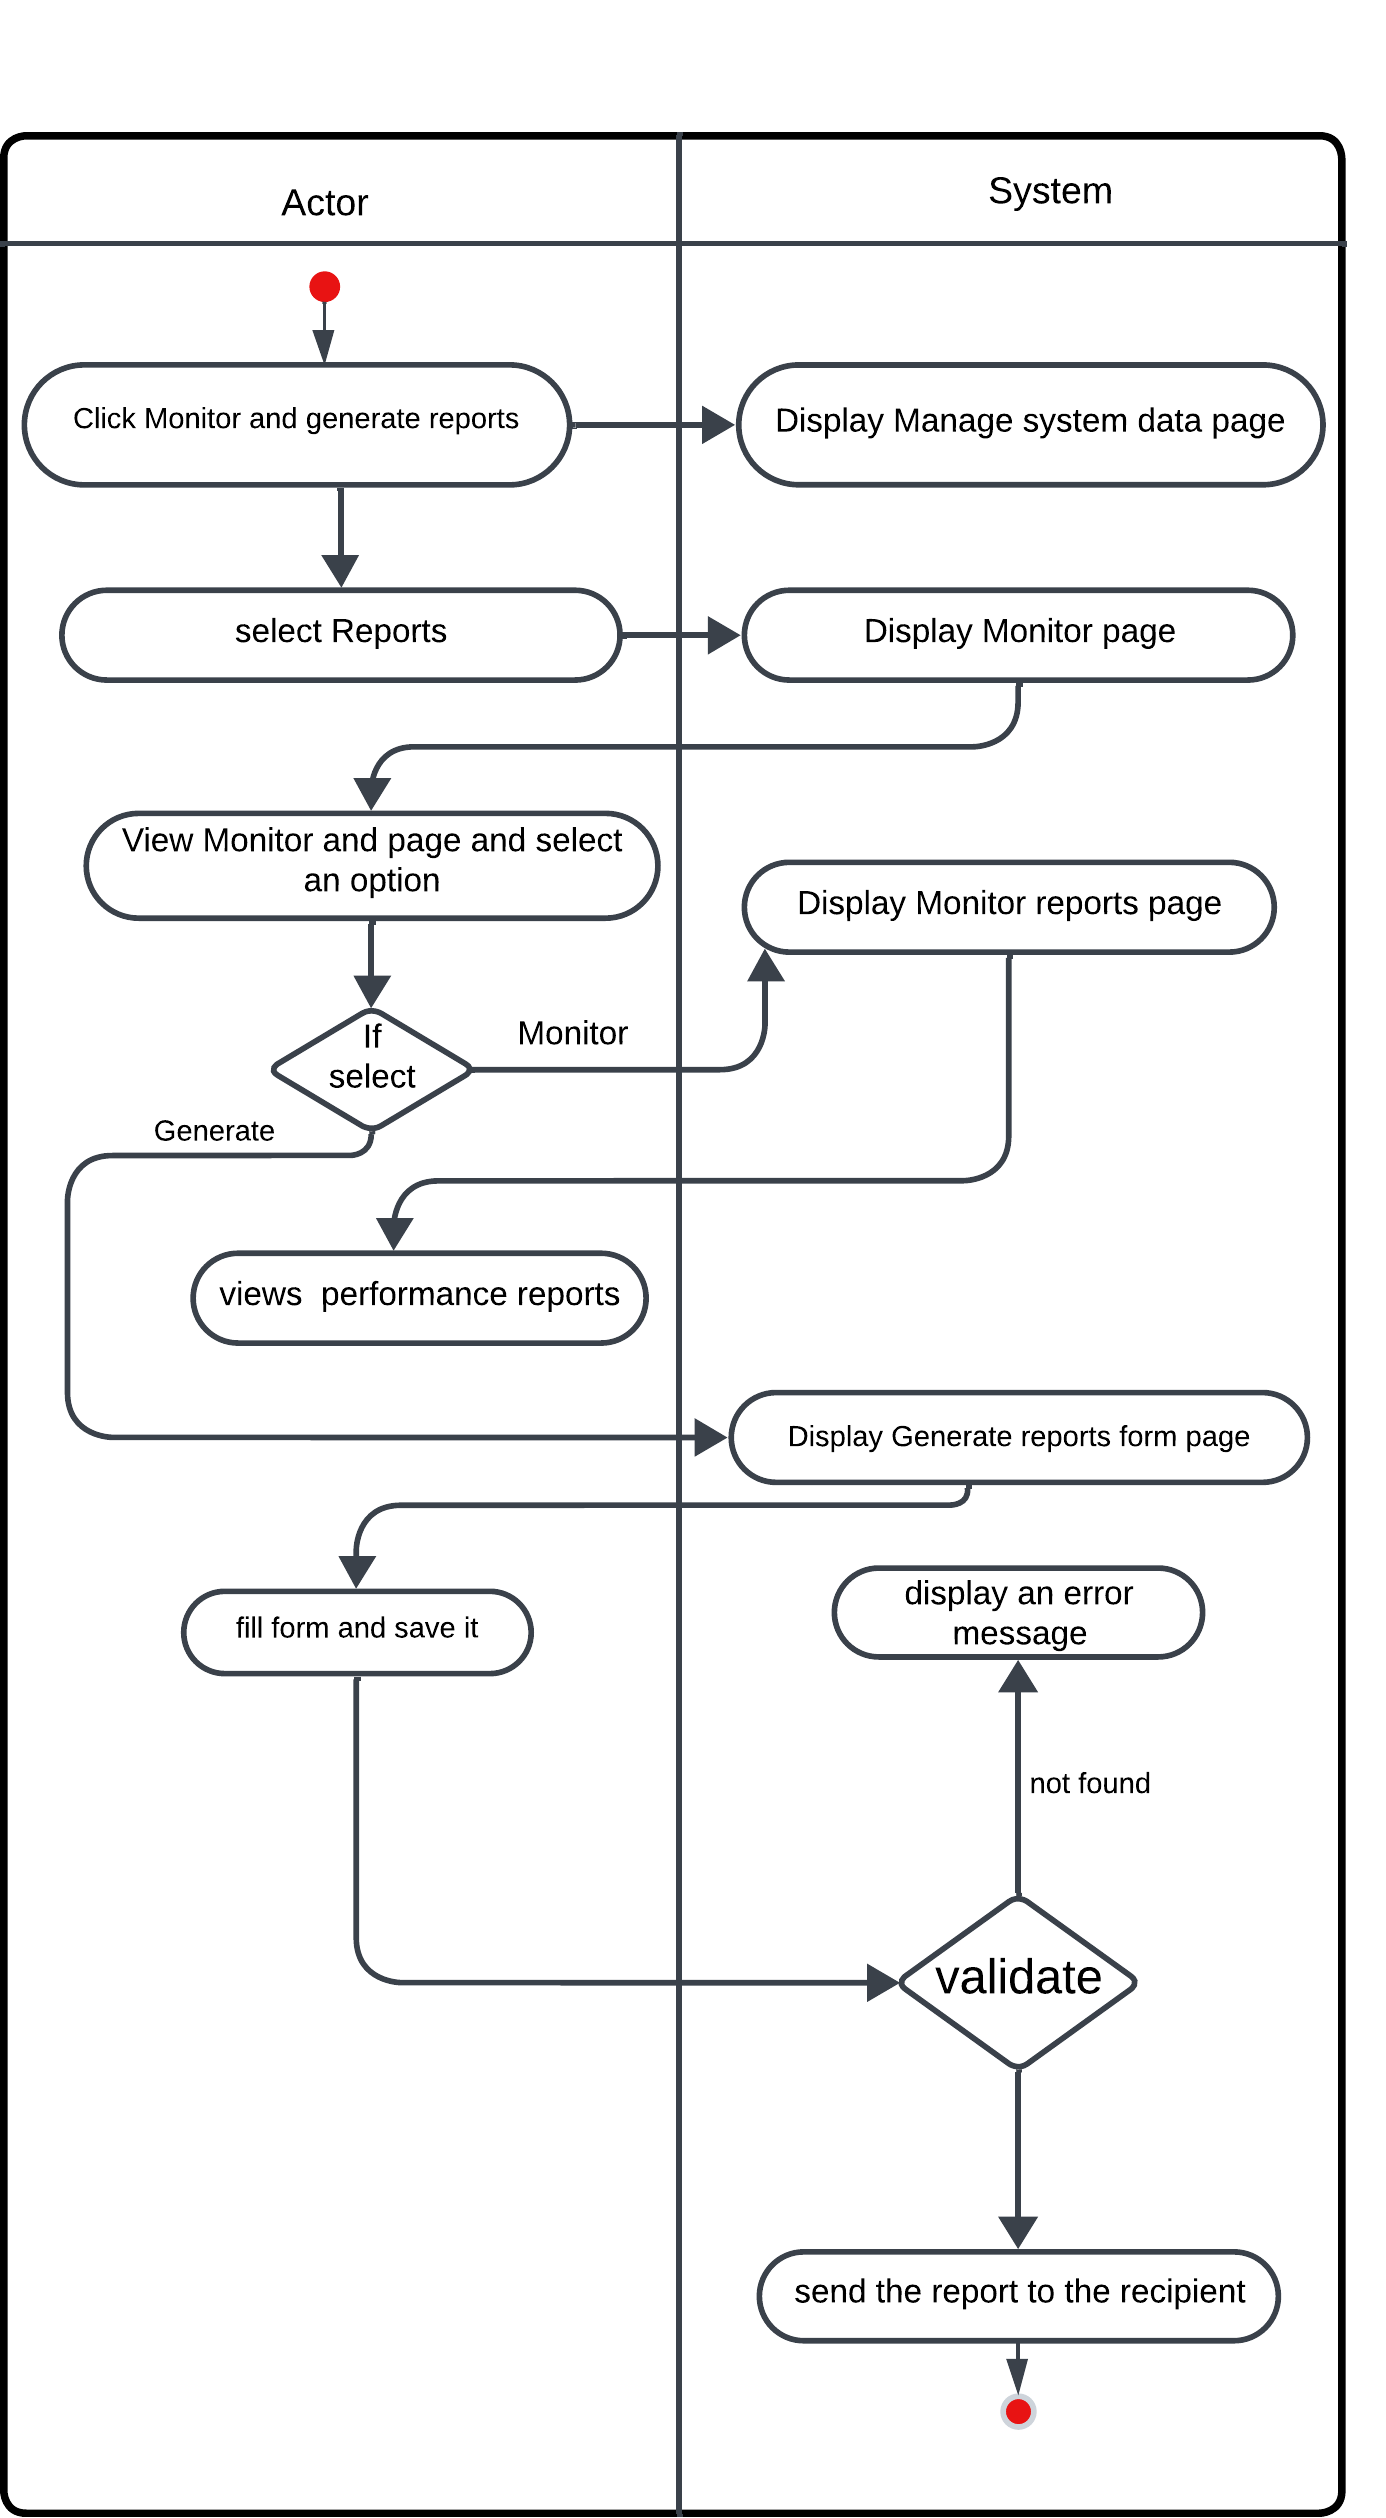 Actor
System
Click Monitor and generate reports
Display Manage system data page
select Reports
Display Monitor page
View Monitor and page and select
an option
Display Monitor reports page
If
select
Monitor
Generate
views  performance reports
Display Generate reports form page
fill form and save it
display an error
message
not found
validate
send the report to the recipient